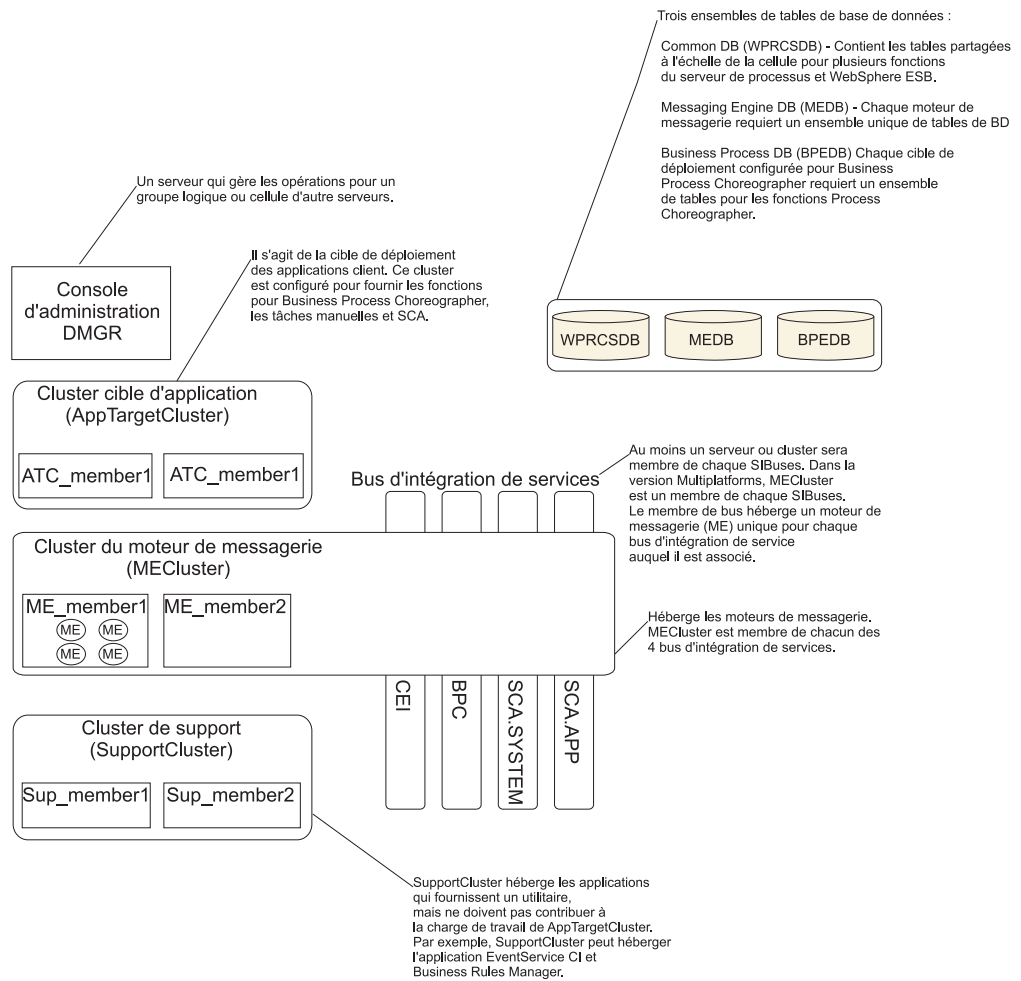 Trois ensembles de tables de base de données :
Common DB (WPRCSDB) - Contient les tables partagées
à l'échelle de la cellule pour plusieurs fonctions
du serveur de processus et WebSphere ESB.
Messaging Engine DB (MEDB) - Chaque moteur de
messagerie requiert un ensemble unique de tables de BD
Business Process DB (BPEDB) Chaque cible de
déploiement configurée pour Business
Process Choreographer requiert un ensemble
de tables pour les fonctions Process
Choreographer.
Un serveur qui gère les opérations pour un
groupe logique ou cellule d'autre serveurs.
Il s'agit de la cible de déploiement
des applications client. Ce cluster
est configuré pour fournir les fonctions
pour Business Process Choreographer,
les tâches manuelles et SCA.
Console
d'administration
DMGR
WPRCSDB
MEDB
BPEDB
Cluster cible d'application
(AppTargetCluster)
ATC_member1
ATC_member1
Bus d'intégration de services
Au moins un serveur ou cluster sera
membre de chaque SIBuses. Dans la
version Multiplatforms, MECluster
est un membre de chaque SIBuses.
Le membre de bus héberge un moteur de
messagerie (ME) unique pour chaque
bus d'intégration de service
auquel il est associé.
Cluster du moteur de messagerie
(MECluster)
ME_member1
ME
ME
ME
ME
ME_member2
Héberge les moteurs de messagerie.
MECluster est membre de chacun des
4 bus d'intégration de services.
CEI
BPC
SCA.SYSTEM
SCA.APP
Cluster de support
(SupportCluster)
Sup_member1
Sup_member2
SupportCluster héberge les applications
qui fournissent un utilitaire,
mais ne doivent pas contribuer à
la charge de travail de AppTargetCluster.
Par exemple, SupportCluster peut héberger
l'application EventService CI et
Business Rules Manager.